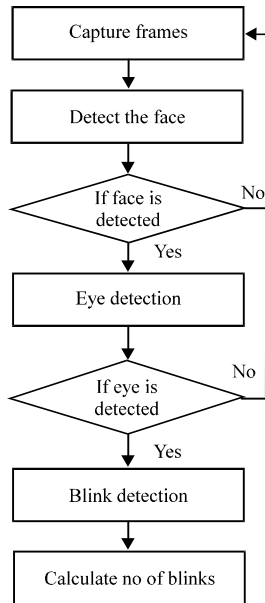 Capture frames
Detect the face
If face is
detected
No
Yes
Eye detection
If eye is
detected
No
Yes
Blink detection
Calculate no of blinks